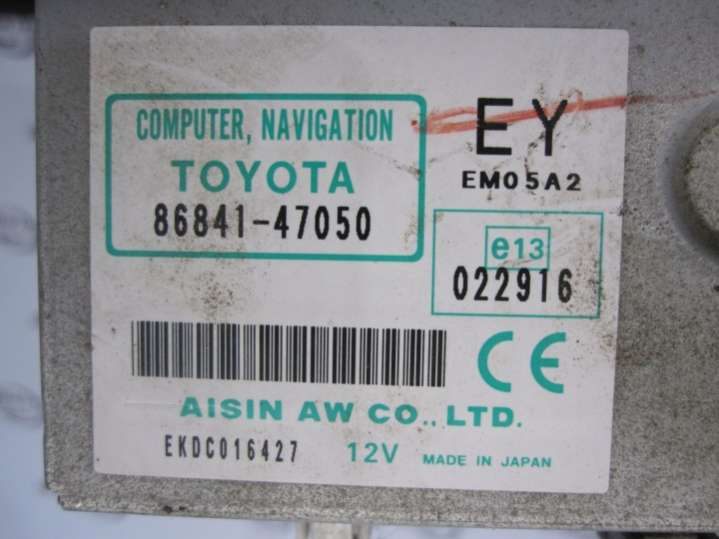 COMPUTER, NAVIGATION
TOYOTA
86841-47050
EY
EM05A2
e13
022916
CE
AISIN AW CO., LTD.
EKDC016427 12V MADE IN JAPAN